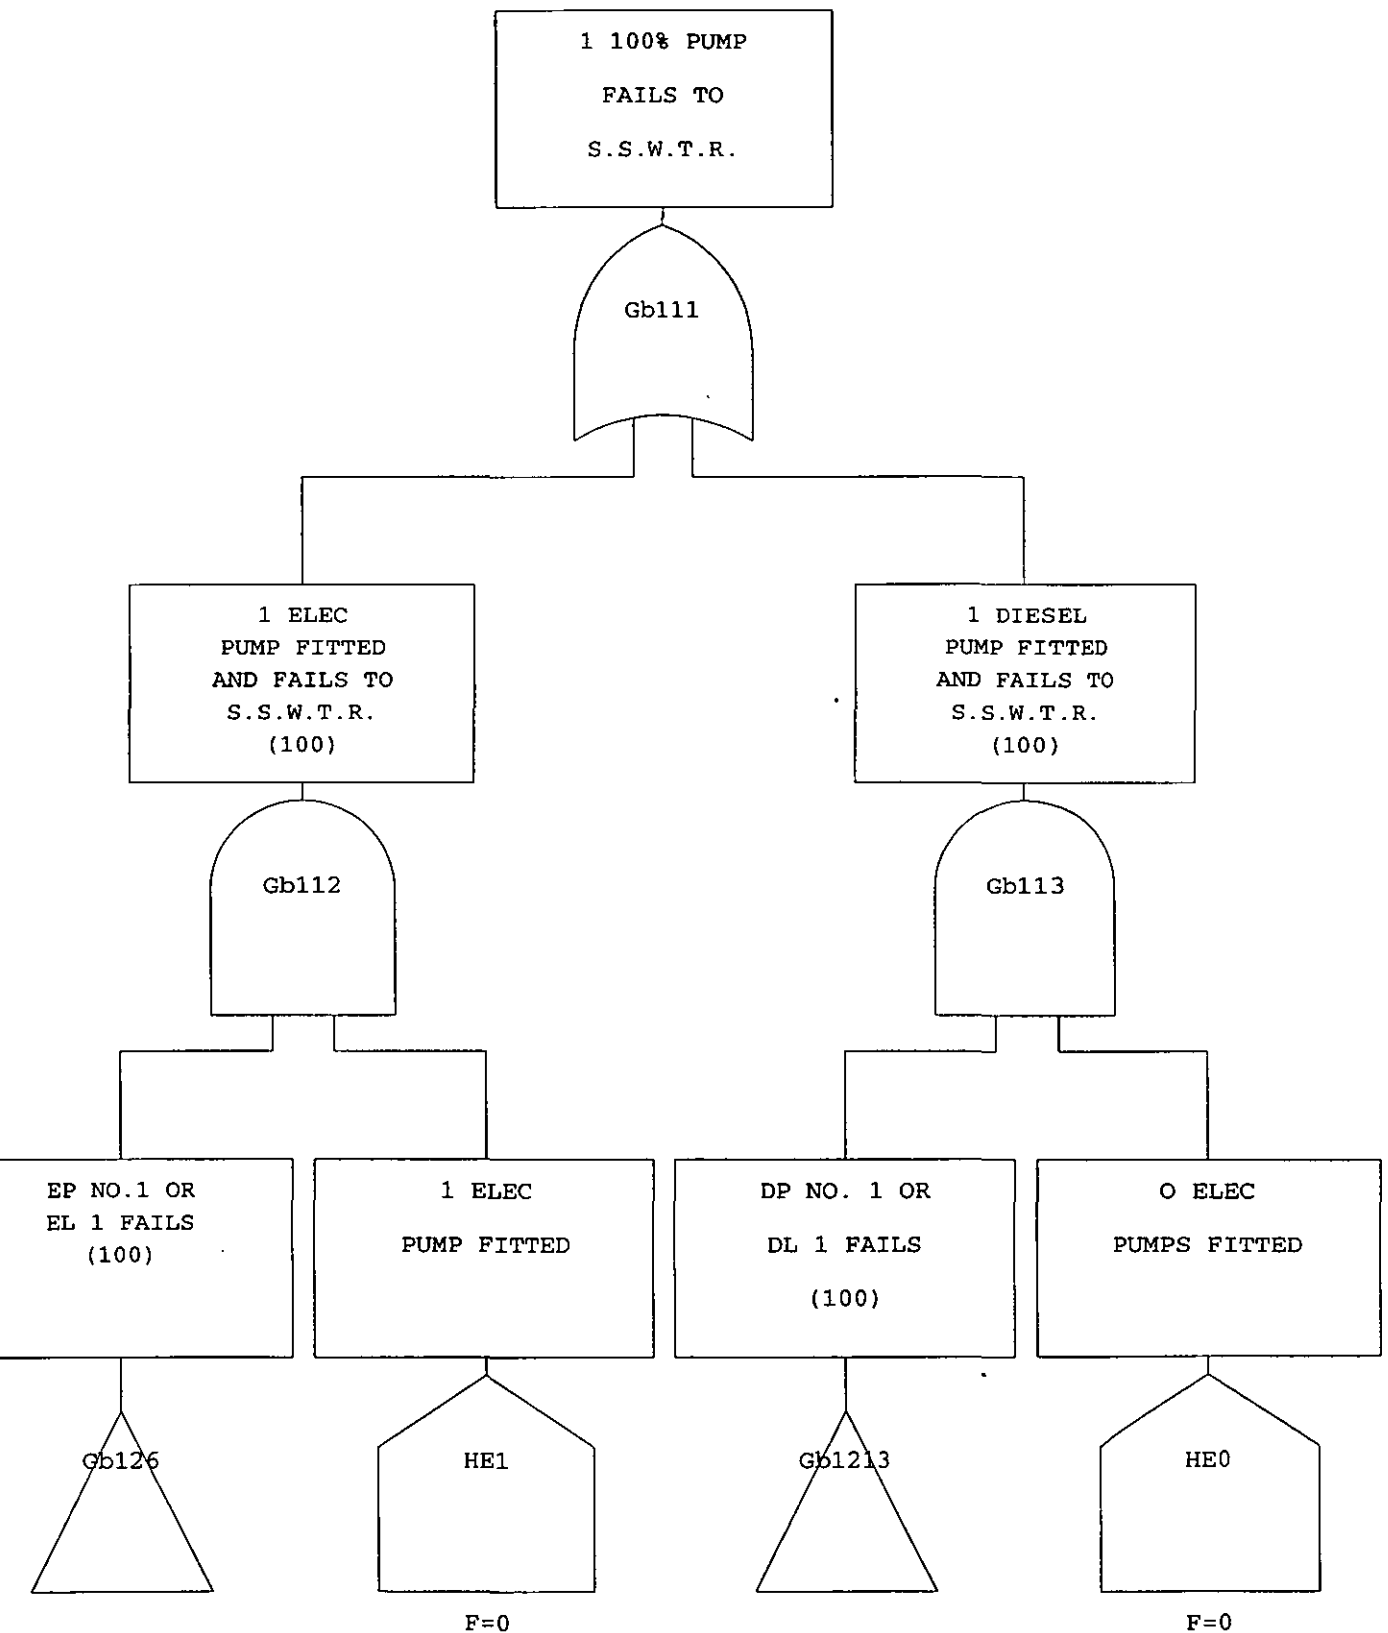 1 100% PUMP
FAILS TO
S.S.W.T.R.
Gb111
1 ELEC
PUMP FITTED
AND FAILS TO
S.S.W.T.R.
(100)
1 DIESEL
PUMP FITTED
AND FAILS TO
S.S.W.T.R.
(100)
Gb112
Gb113
EP NO.1 OR
EL 1 FAILS
(100)
1 ELEC
PUMP FITTED
DP NO. 1 OR
DL 1 FAILS
(100)
O ELEC
PUMPS FITTED
Gb126
HE1
Gb1213
HE0
F=0
F=0